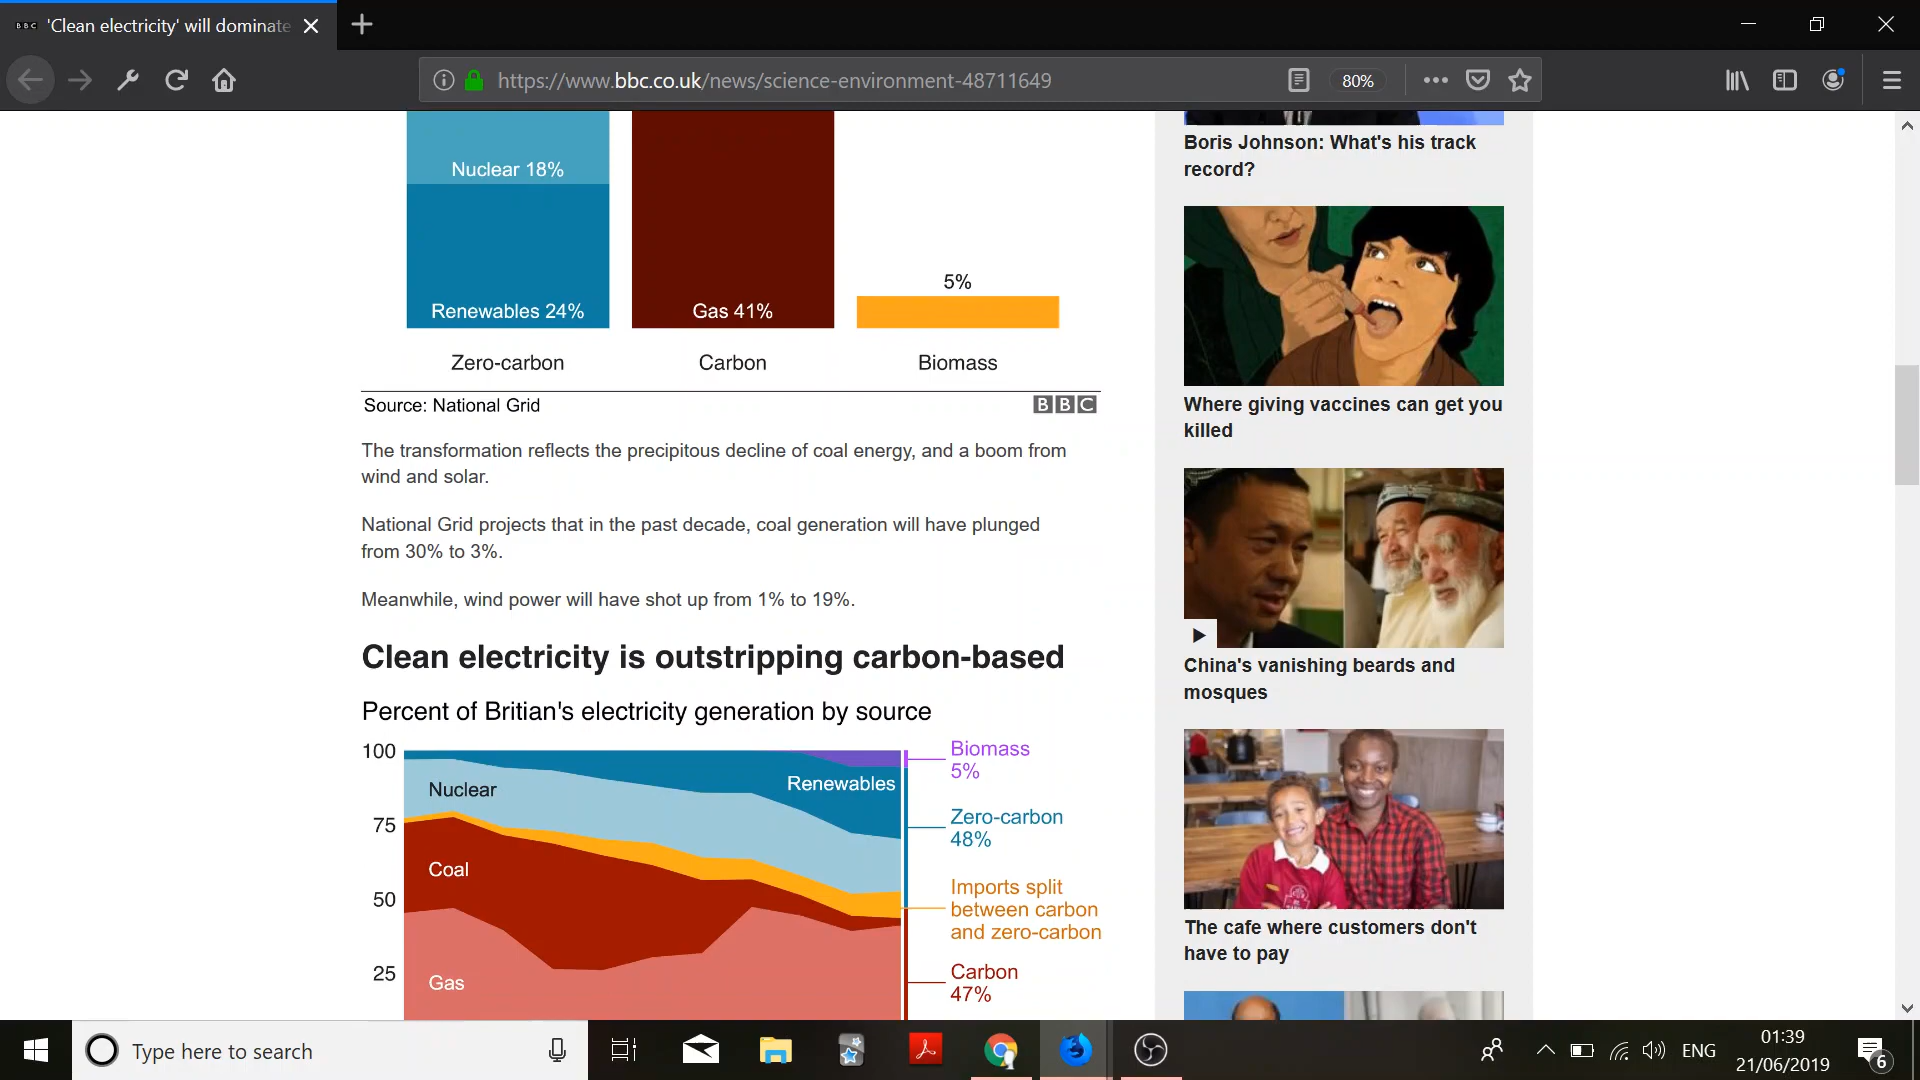 BBC 'Clean electricity' will dominate
https://www.bbc.co.uk/news/science-environment-48711649
80%
Nuclear 18%
Renewables 24%
Gas 41%
5%
Zero-carbon
Carbon
Biomass
Source: National Grid
BBC
The transformation reflects the precipitous decline of coal energy, and a boom from
wind and solar.
National Grid projects that in the past decade, coal generation will have plunged
from 30% to 3%.
Meanwhile, wind power will have shot up from 1% to 19%.
Clean electricity is outstripping carbon-based
Percent of Britian's electricity generation by source
100
75
50
25
Nuclear
Coal
Gas
Renewables
Biomass
5%
Zero-carbon
48%
Imports split
between carbon
and zero-carbon
Carbon
47%
Boris Johnson: What's his track
record?
Where giving vaccines can get you
killed
China's vanishing beards and
mosques
The cafe where customers don't
have to pay
Type here to search
ENG
01:39
21/06/2019
6